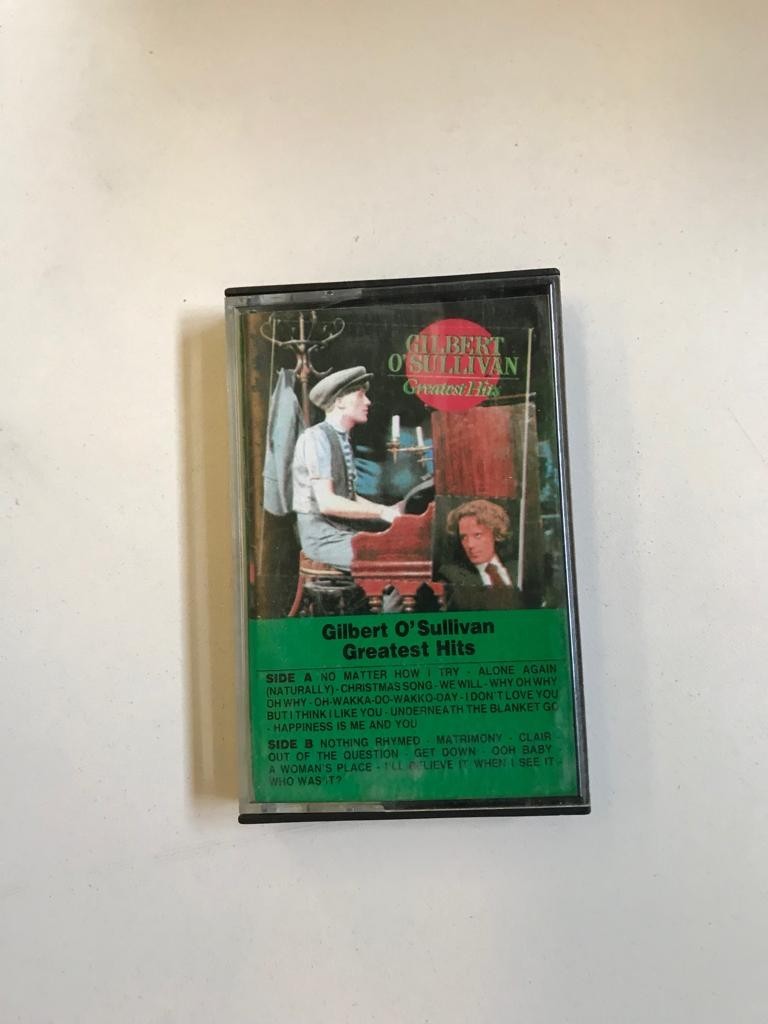 GILBERT
O'SULLIVAN
Greatest Hits
Gilbert O'Sullivan
Greatest Hits
SIDE A NO MATTER HOW I TRY - ALONE AGAIN
(NATURALLY) - CHRISTMAS SONG - WE WILL - WHY OH WHY
OH WHY - OH-WAKKA-DO-WAKKO-DAY - I DON'T LOVE YOU
BUT I THINK I LIKE YOU - UNDERNEATH THE BLANKET GO
- HAPPINESS IS ME AND YOU
SIDE B NOTHING RHYMED - MATRIMONY - CLAIR -
OUT OF THE QUESTION - GET DOWN - OOH BABY -
A WOMAN'S PLACE - I'LL BELIEVE IT WHEN I SEE IT -
WHO WAS IT?